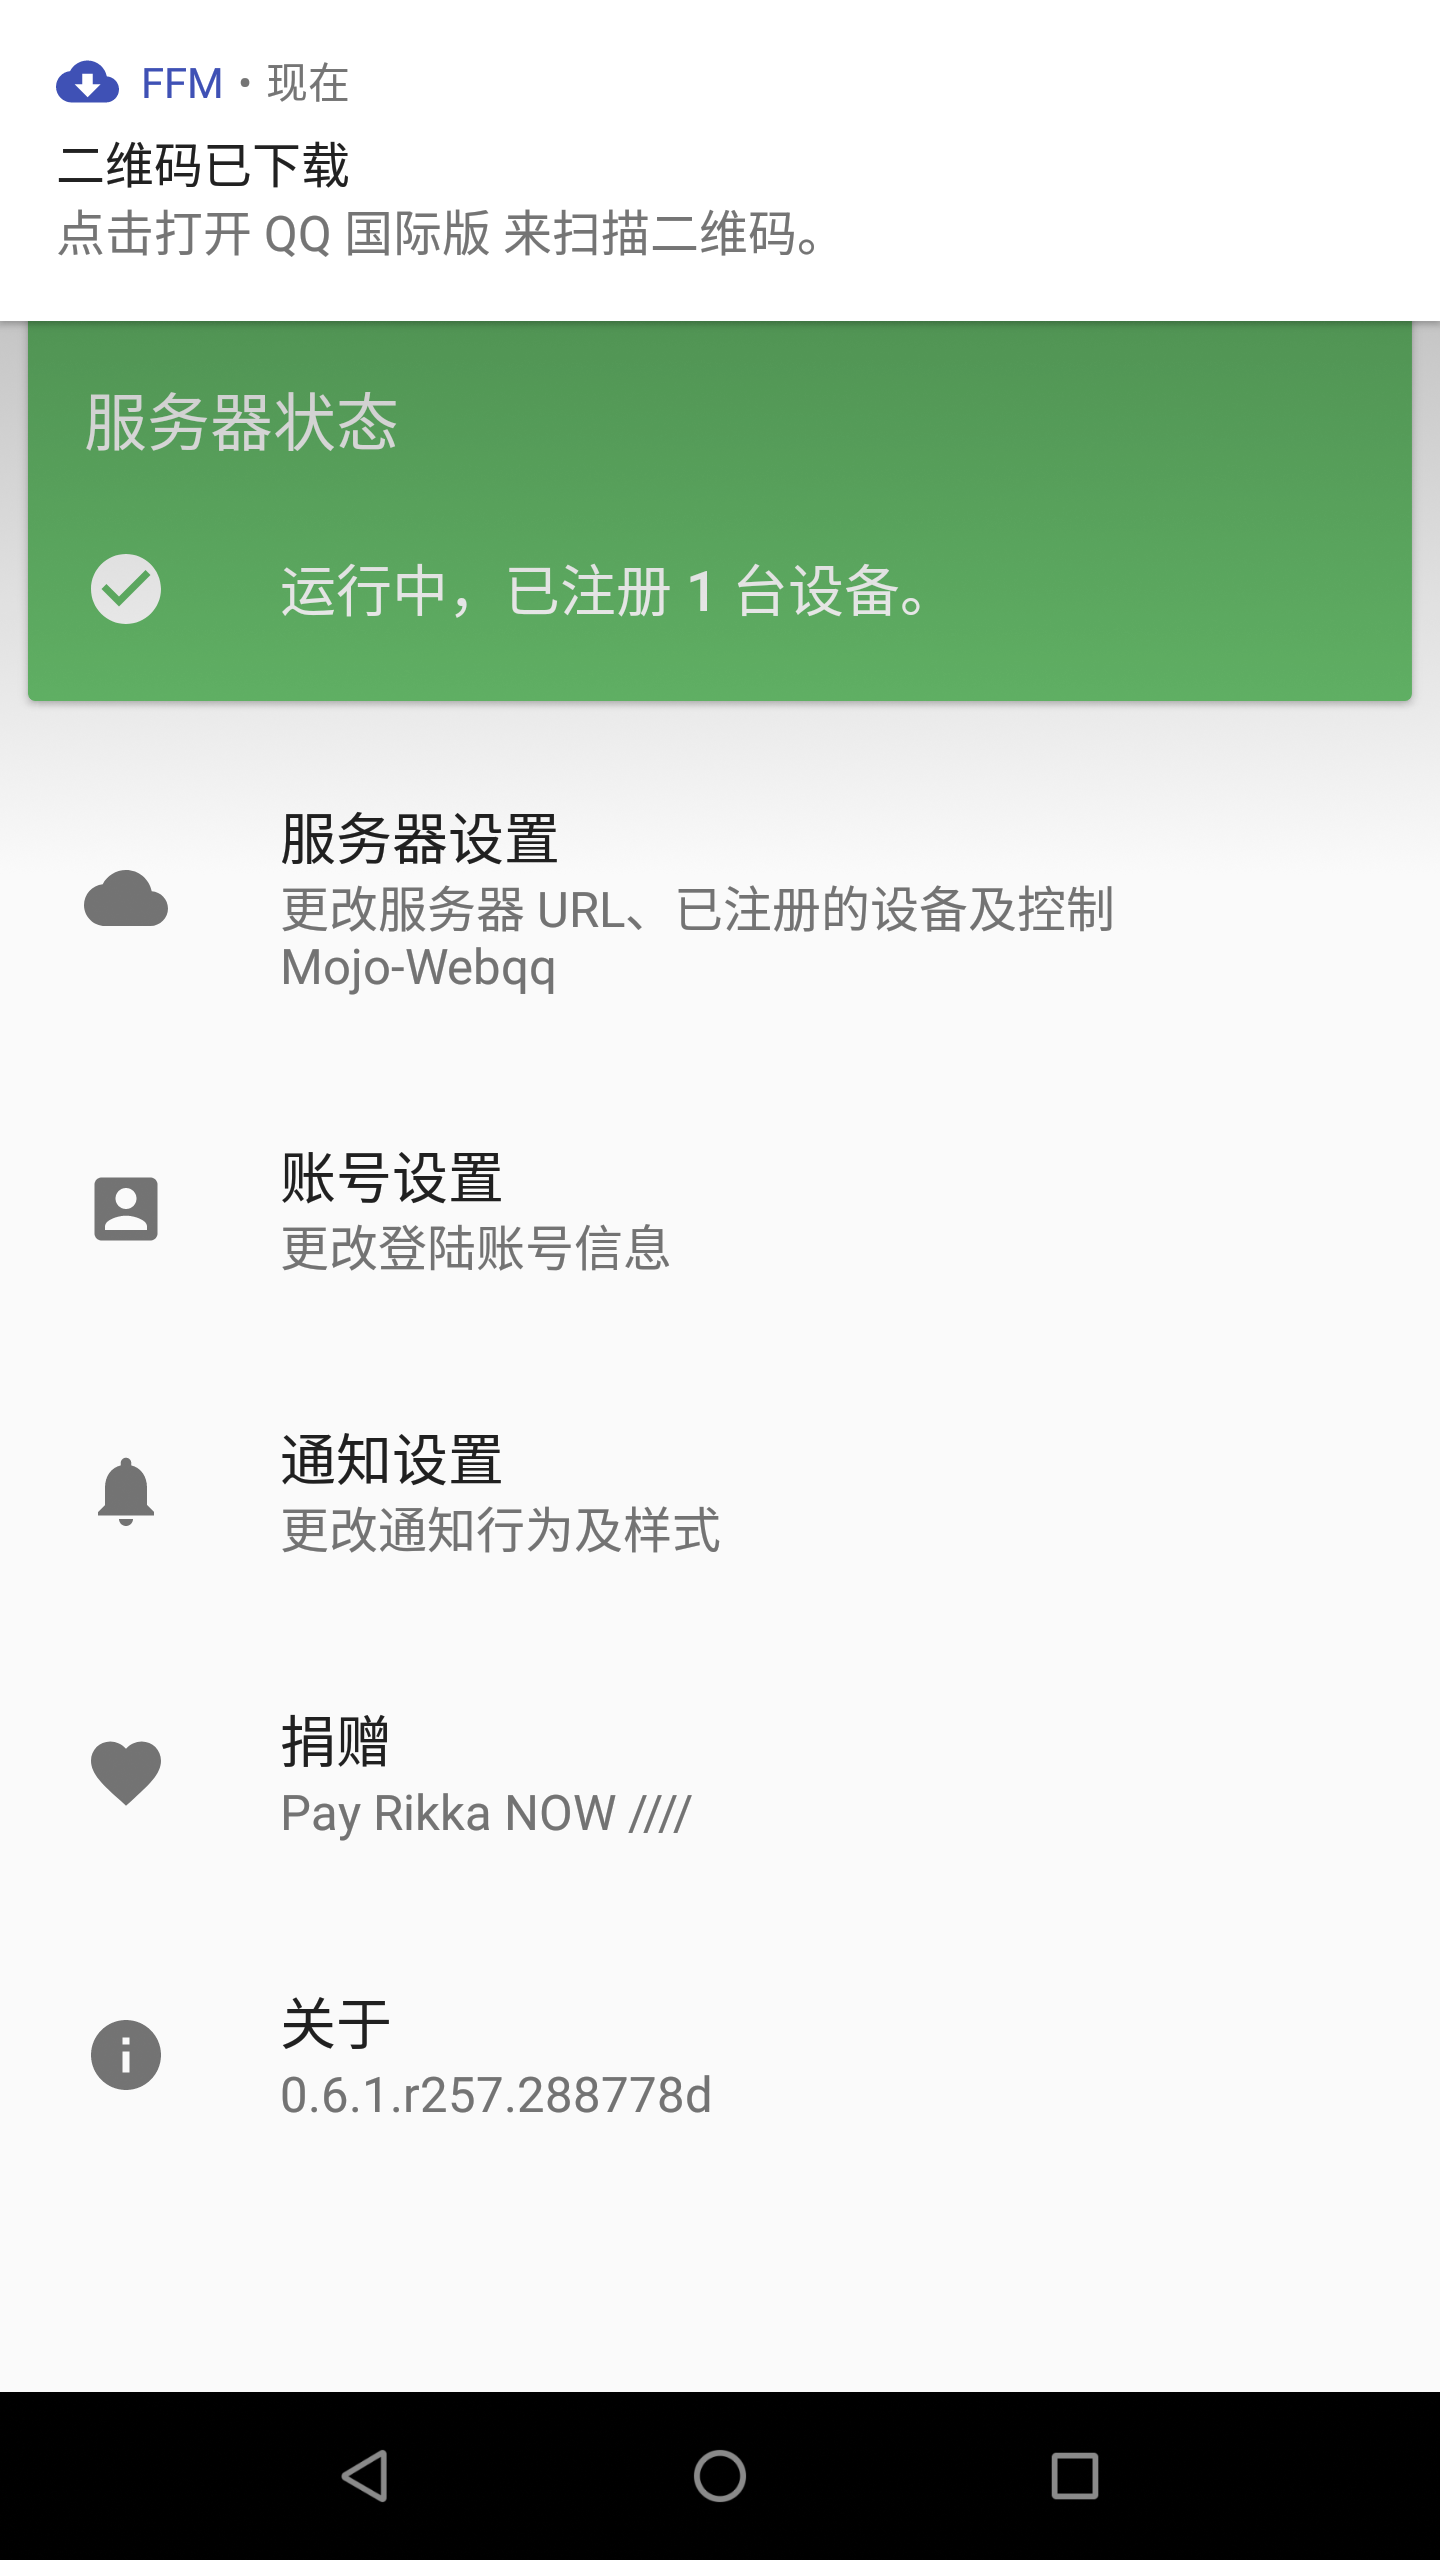 FFM • 现在
二维码已下载
点击打开 QQ 国际版 来扫描二维码。
服务器状态
运行中，已注册 1 台设备。
服务器设置
更改服务器 URL、已注册的设备及控制
Mojo-Webqq
账号设置
更改登陆账号信息
通知设置
更改通知行为及样式
捐赠
Pay Rikka NOW ////
关于
0.6.1.r257.288778d